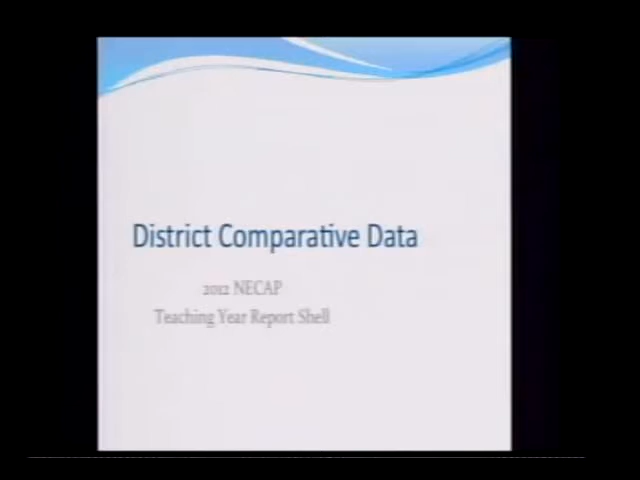 District Comparative Data
2012 NECAP
Teaching Year Report Shell